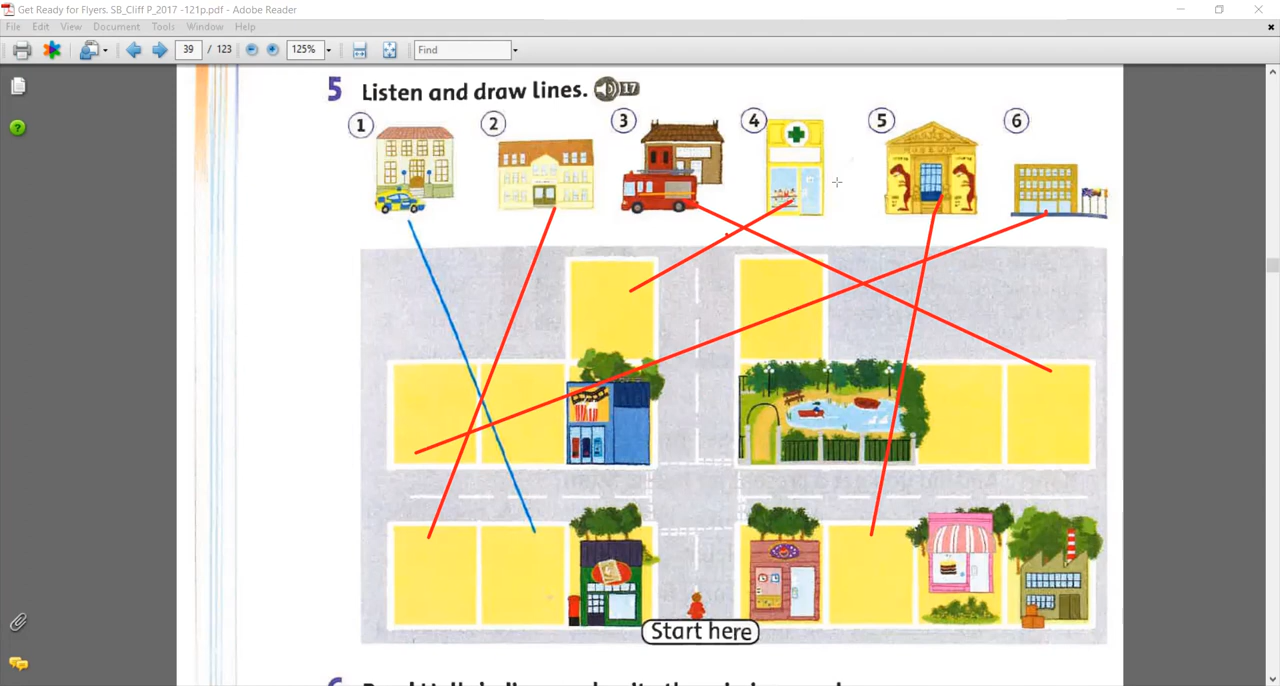 Get Ready for Flyers. SB_Cliff P_2017 -121p.pdf - Adobe Reader
File Edit View Document Tools Window Help
39 / 123 125% Find
5 Listen and draw lines. 17
1 2 3 4 5 6
MUSEUM
Start here